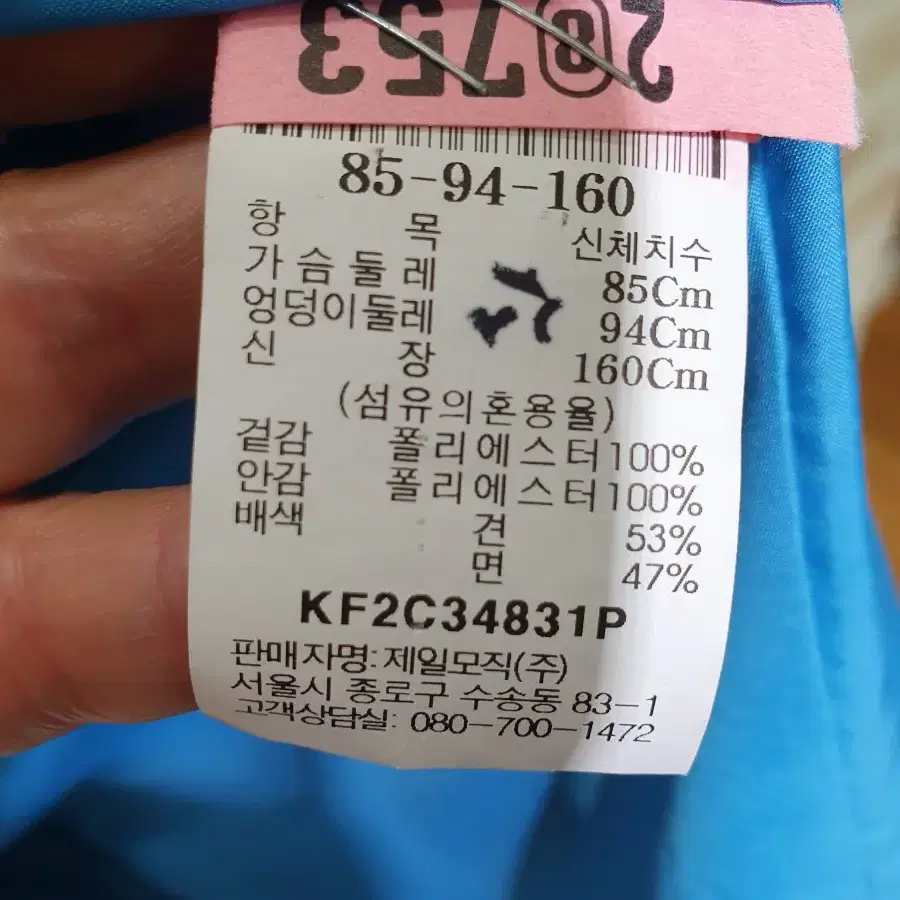 2⑧753
85-94-160
항 목 신체치수
가슴둘레 85Cm
엉덩이둘레 94Cm
신 장 160Cm
(섬유의혼용율)
겉감 폴리에스터100%
안감 폴리에스터100%
배색 견 53%
면 47%
KF2C34831P
판매자명: 제일모직(주)
서울시 종로구 수송동 83-1
고객상담실: 080-700-1472